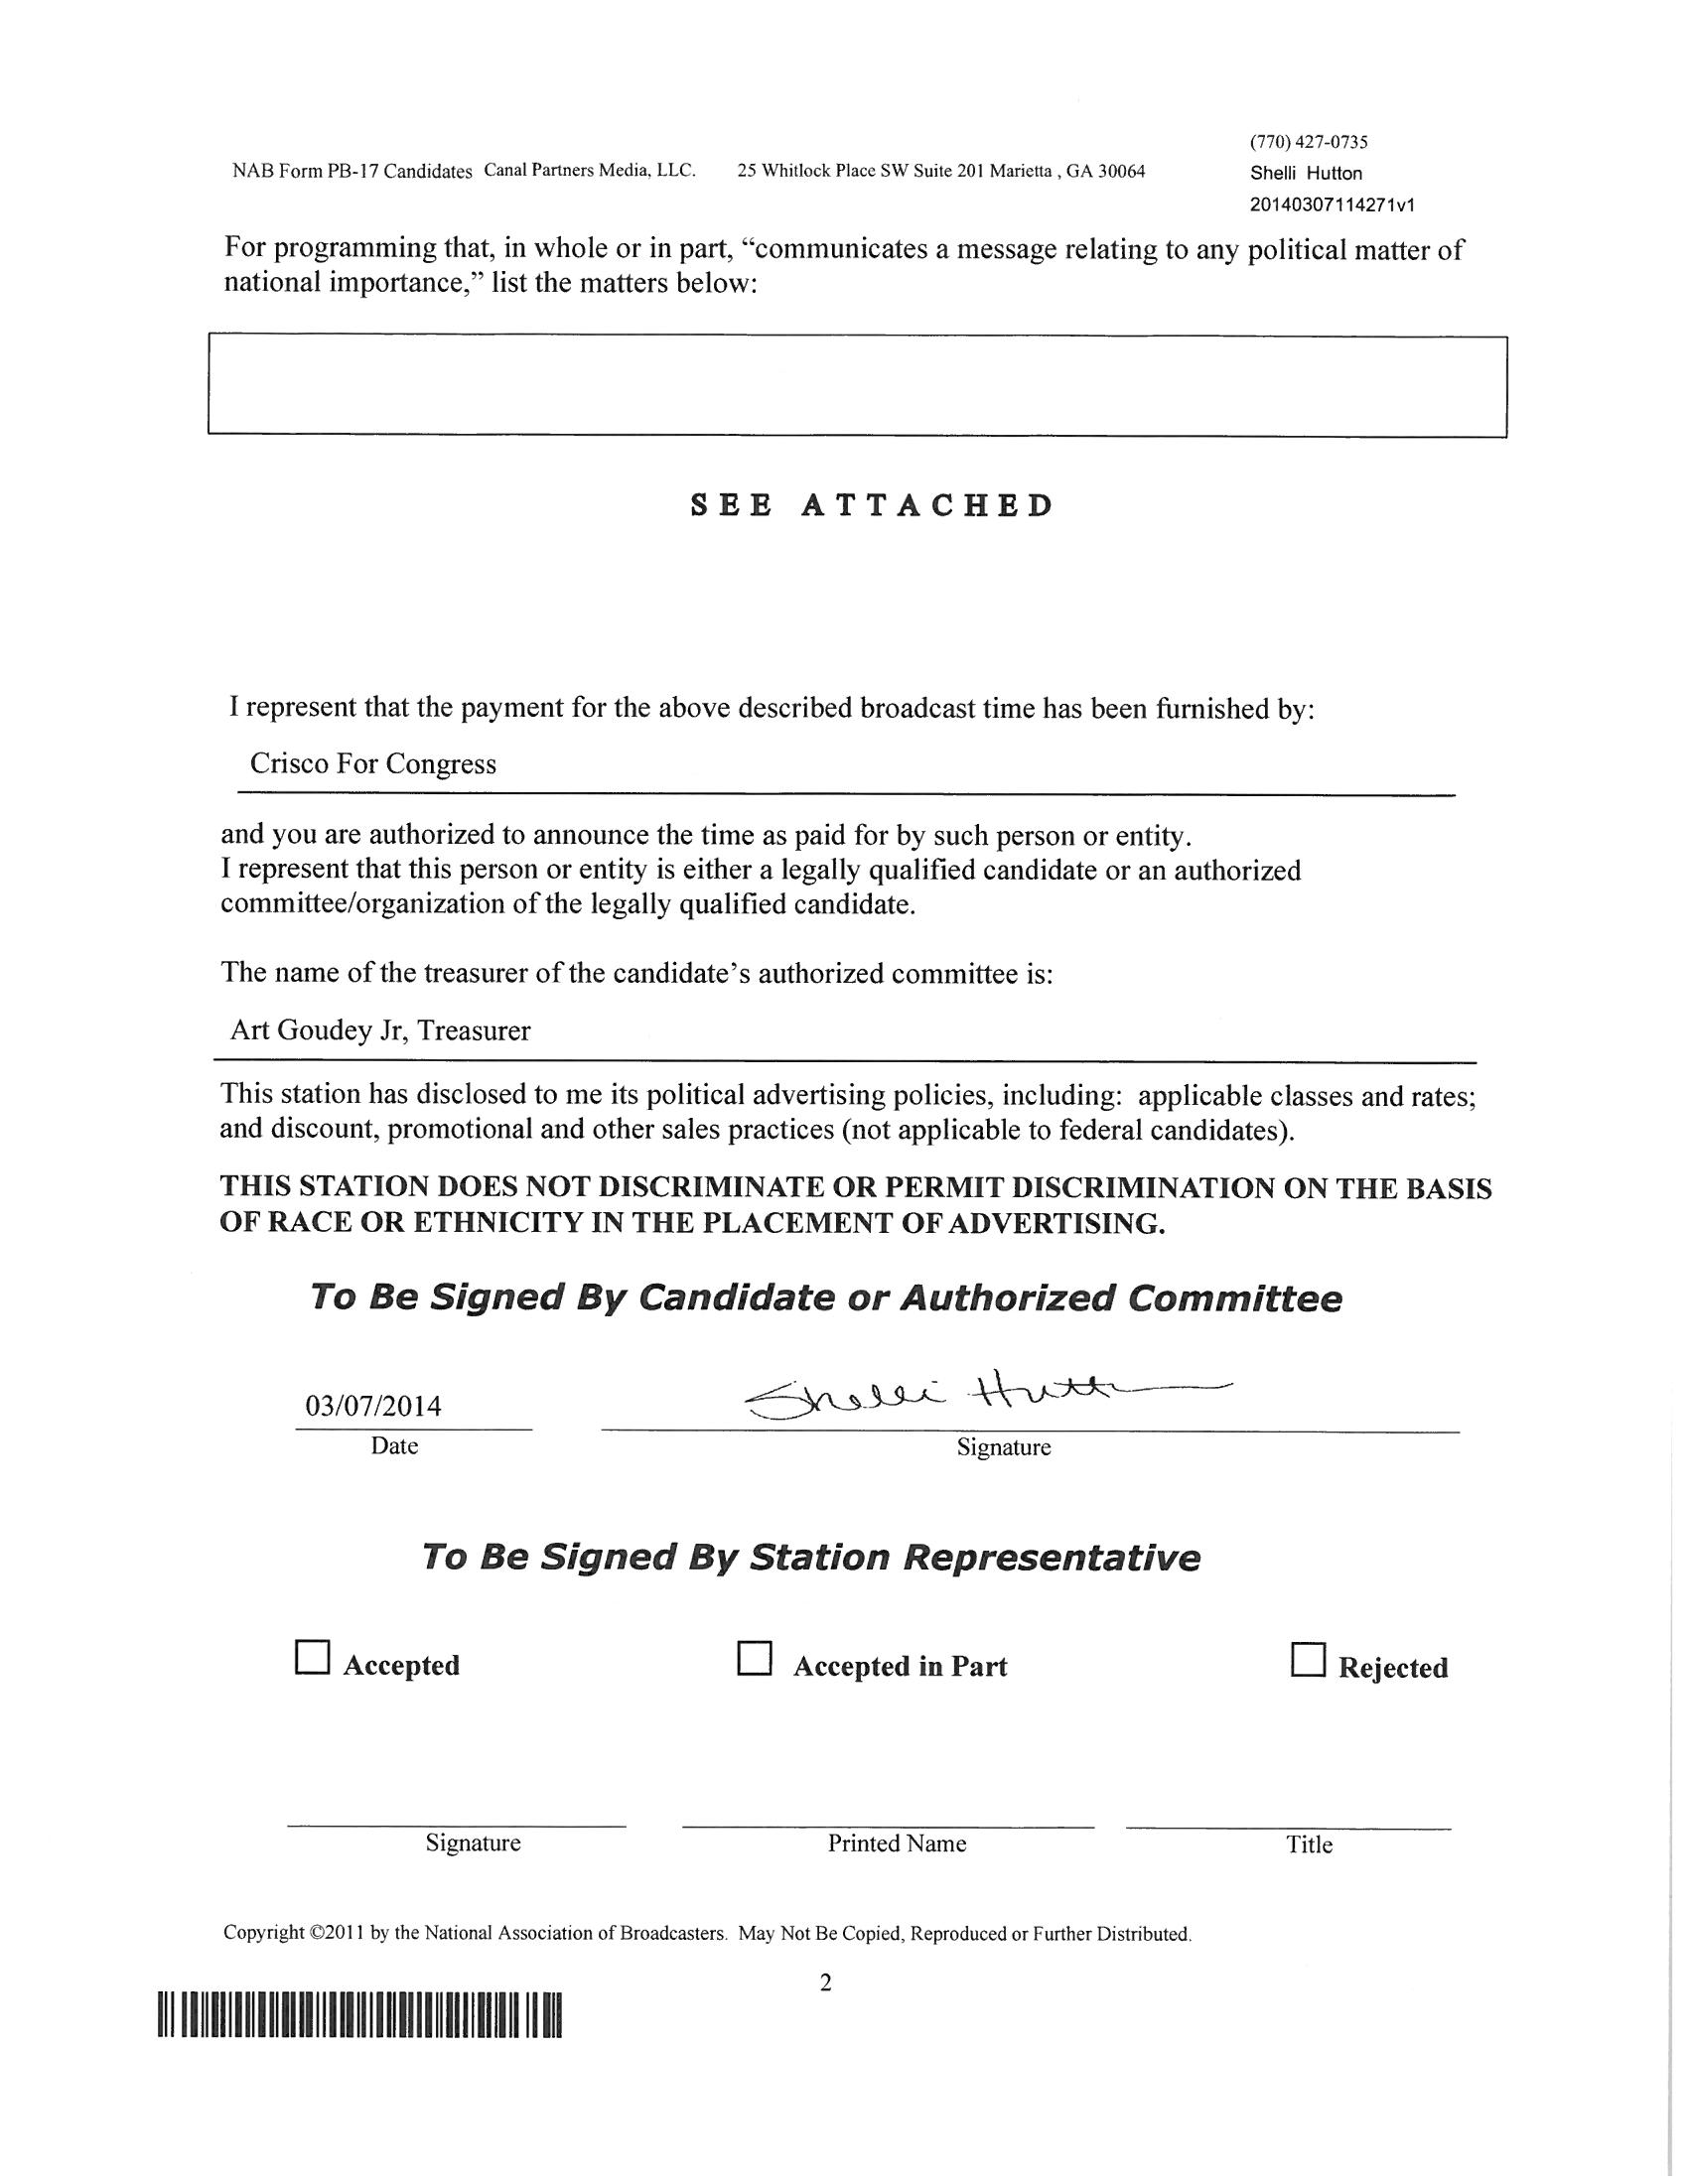 (770) 427-0735
NAB Form PB-17 Candidates Canal Partners Media, LLC. 25 Whitlock Place SW Suite 201 Marietta , GA 30064 Shelli Hutton
20140307114271v1
For programming that, in whole or in part, “communicates a message relating to any political matter of
national importance,” list the matters below:
SEE ATTACHED
I represent that the payment for the above described broadcast time has been furnished by:
Crisco For Congress
and you are authorized to announce the time as paid for by such person or entity.
I represent that this person or entity is either a legally qualified candidate or an authorized
committee/organization of the legally qualified candidate.
The name of the treasurer of the candidate’s authorized committee is:
Art Goudey Jr, Treasurer
This station has disclosed to me its political advertising policies, including: applicable classes and rates;
and discount, promotional and other sales practices (not applicable to federal candidates).
THIS STATION DOES NOT DISCRIMINATE OR PERMIT DISCRIMINATION ON THE BASIS
OF RACE OR ETHNICITY IN THE PLACEMENT OF ADVERTISING.
To Be Signed By Candidate or Authorized Committee
03/07/2014 Shelli Hutton
Date Signature
To Be Signed By Station Representative
Accepted Accepted in Part Rejected
Signature Printed Name Title
Copyright ©2011 by the National Association of Broadcasters. May Not Be Copied, Reproduced or Further Distributed.
2